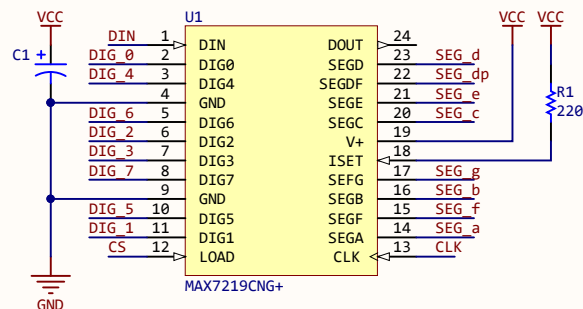 VCC U1 VCC VCC
DIN 1 DIN DOUT 24
C1 + DIG_0 2 DIG0 SEGD 23 SEG_d
DIG_4 3 DIG4 SEGDF 22 SEG_dp
4 GND SEGE 21 SEG_e R1
DIG_6 5 DIG6 SEGC 20 SEG_c 220
DIG_2 6 DIG2 V+ 19
DIG_3 7 DIG3 ISET 18
DIG_7 8 DIG7 SEFG 17 SEG_g
9 GND SEGB 16 SEG_b
DIG_5 10 DIG5 SEGF 15 SEG_f
DIG_1 11 DIG1 SEGA 14 SEG_a
CS 12 LOAD CLK 13 CLK
GND MAX7219CNG+